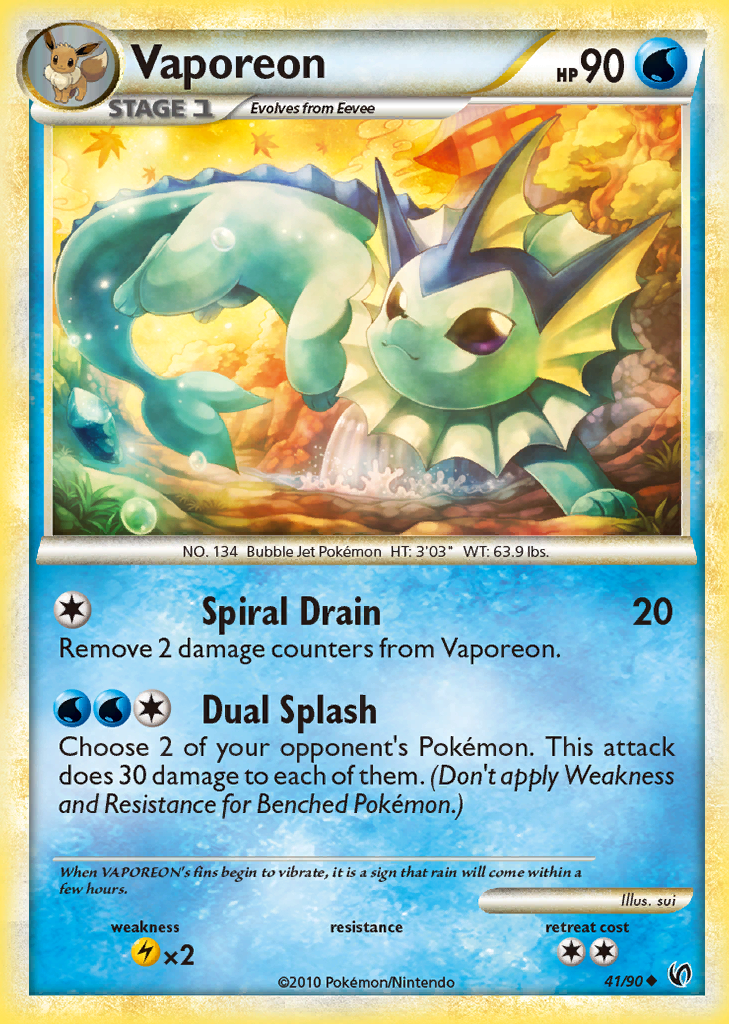 Vaporeon
HP 90
STAGE 1
Evolves from Eevee
NO. 134 Bubble Jet Pokémon HT: 3'03" WT: 63.9 lbs.
Spiral Drain 20
Remove 2 damage counters from Vaporeon.
Dual Splash
Choose 2 of your opponent's Pokémon. This attack
does 30 damage to each of them. (Don't apply Weakness
and Resistance for Benched Pokémon.)
When VAPOREON's fins begin to vibrate, it is a sign that rain will come within a
few hours.
Illus. sui
weakness resistance retreat cost
×2
©2010 Pokémon/Nintendo
41/90